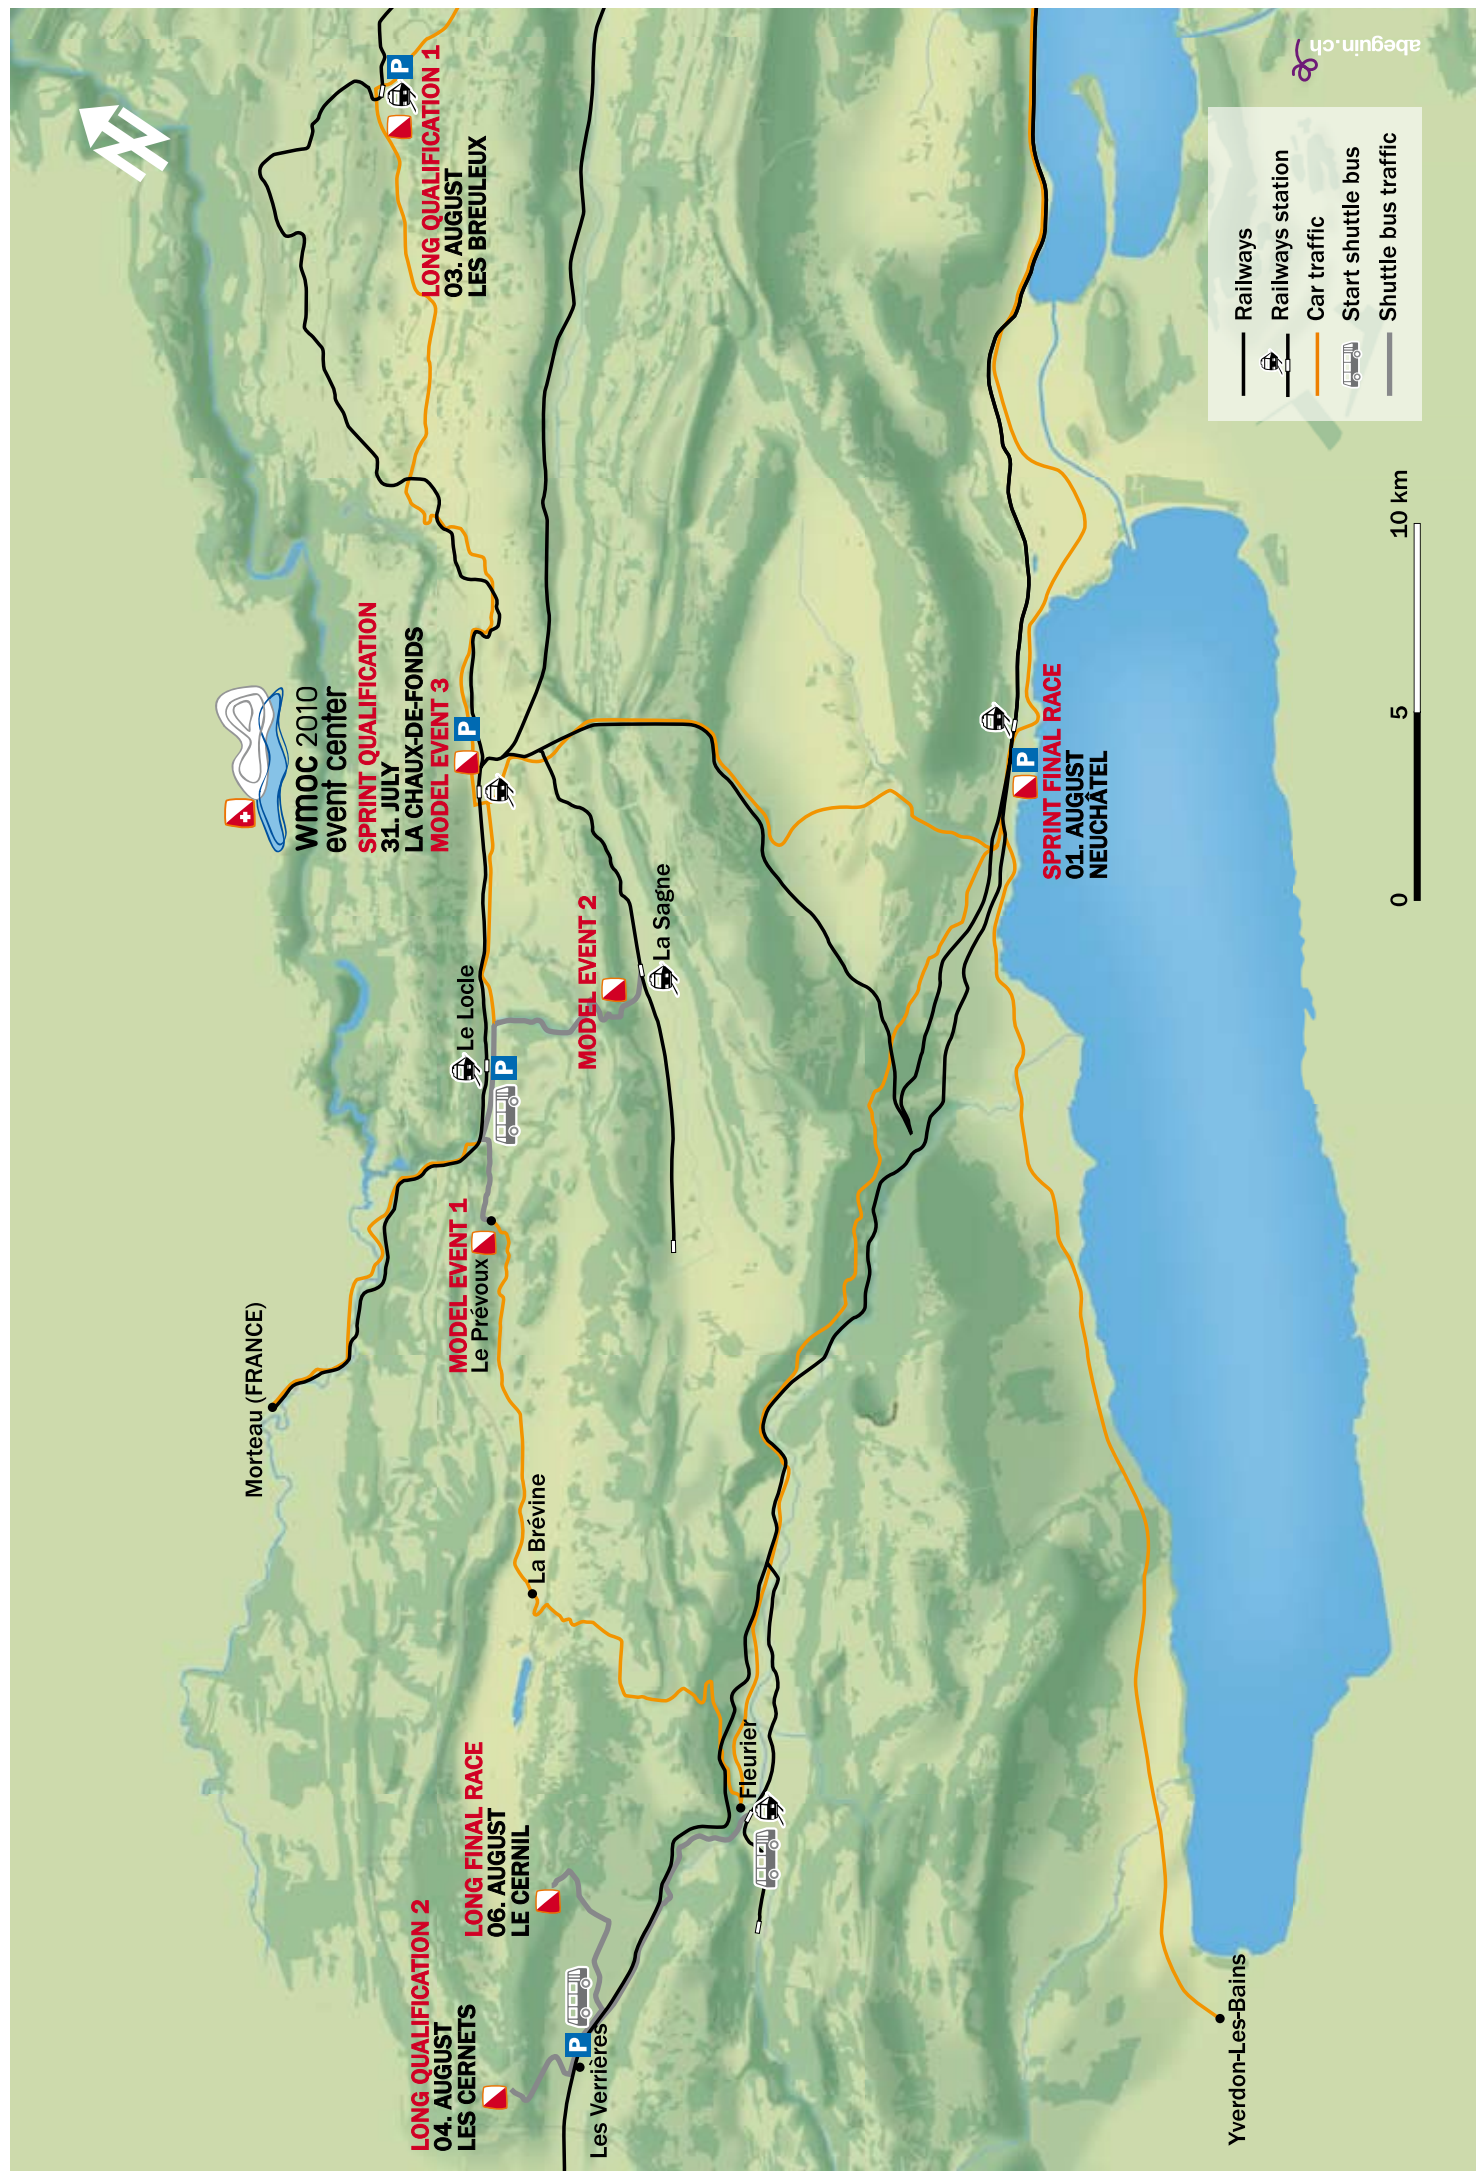 Les Verrières
LONG QUALIFICATION 2
04. AUGUST
LES CERNETS
P
LONG FINAL RACE
06. AUGUST
LE CERNIL
Fleurier
La Brévine
Morteau (FRANCE)
MODEL EVENT 1
Le Prévoux
Le Locle
P
MODEL EVENT 2
La Sagne
wmoc 2010
event center
SPRINT QUALIFICATION
31. JULY
LA CHAUX-DE-FONDS
MODEL EVENT 3
P
LONG QUALIFICATION 1
03. AUGUST
LES BREULEUX
P
N
SPRINT FINAL RACE
01. AUGUST
NEUCHÂTEL
P
Yverdon-Les-Bains
0 5 10 km
Railways
Railways station
Car traffic
Start shuttle bus
Shuttle bus traffic
abeguin.ch